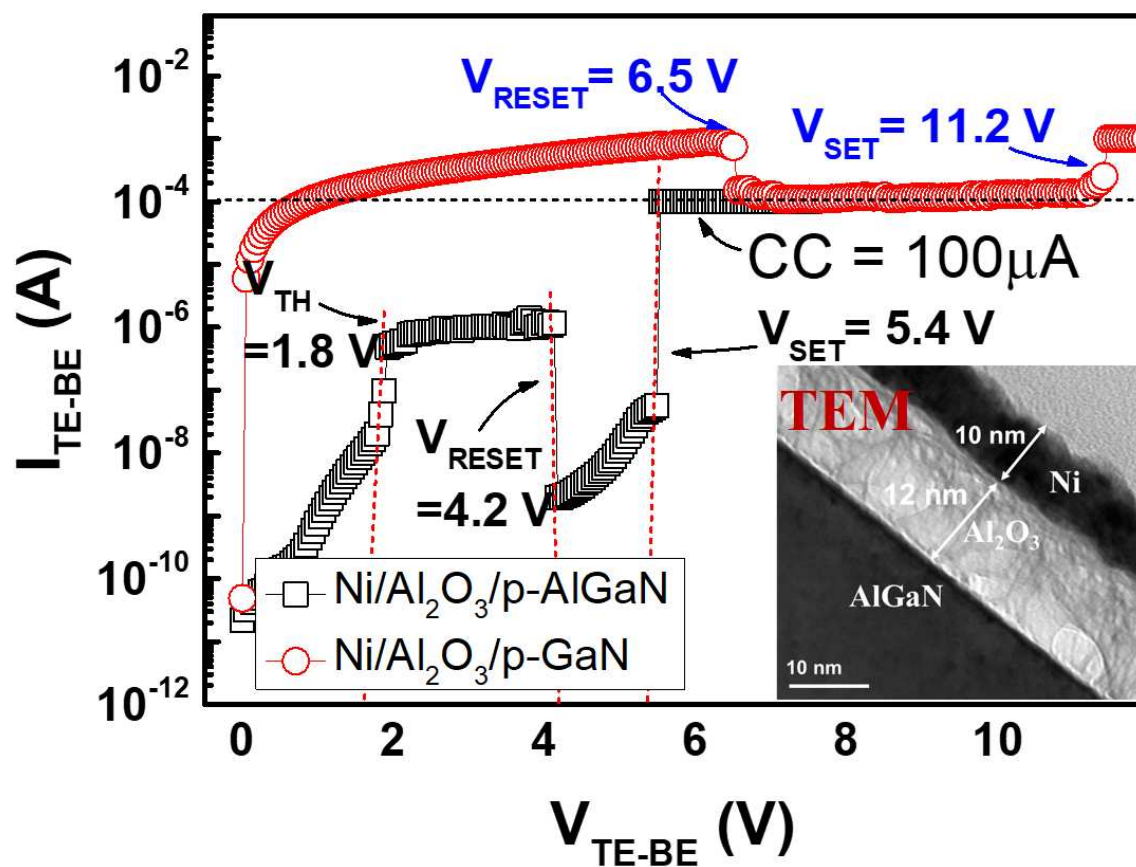 10⁻²
10⁻⁴
10⁻⁶
10⁻⁸
10⁻¹⁰
10⁻¹²
I_TE-BE (A)
V_RESET= 6.5 V
V_SET= 11.2 V
CC = 100μA
V_TH
=1.8 V
V_SET= 5.4 V
V_RESET
=4.2 V
Ni/Al₂O₃/p-AlGaN
Ni/Al₂O₃/p-GaN
TEM
10 nm
Ni
12 nm
Al₂O₃
AlGaN
10 nm
0 2 4 6 8 10
V_TE-BE (V)